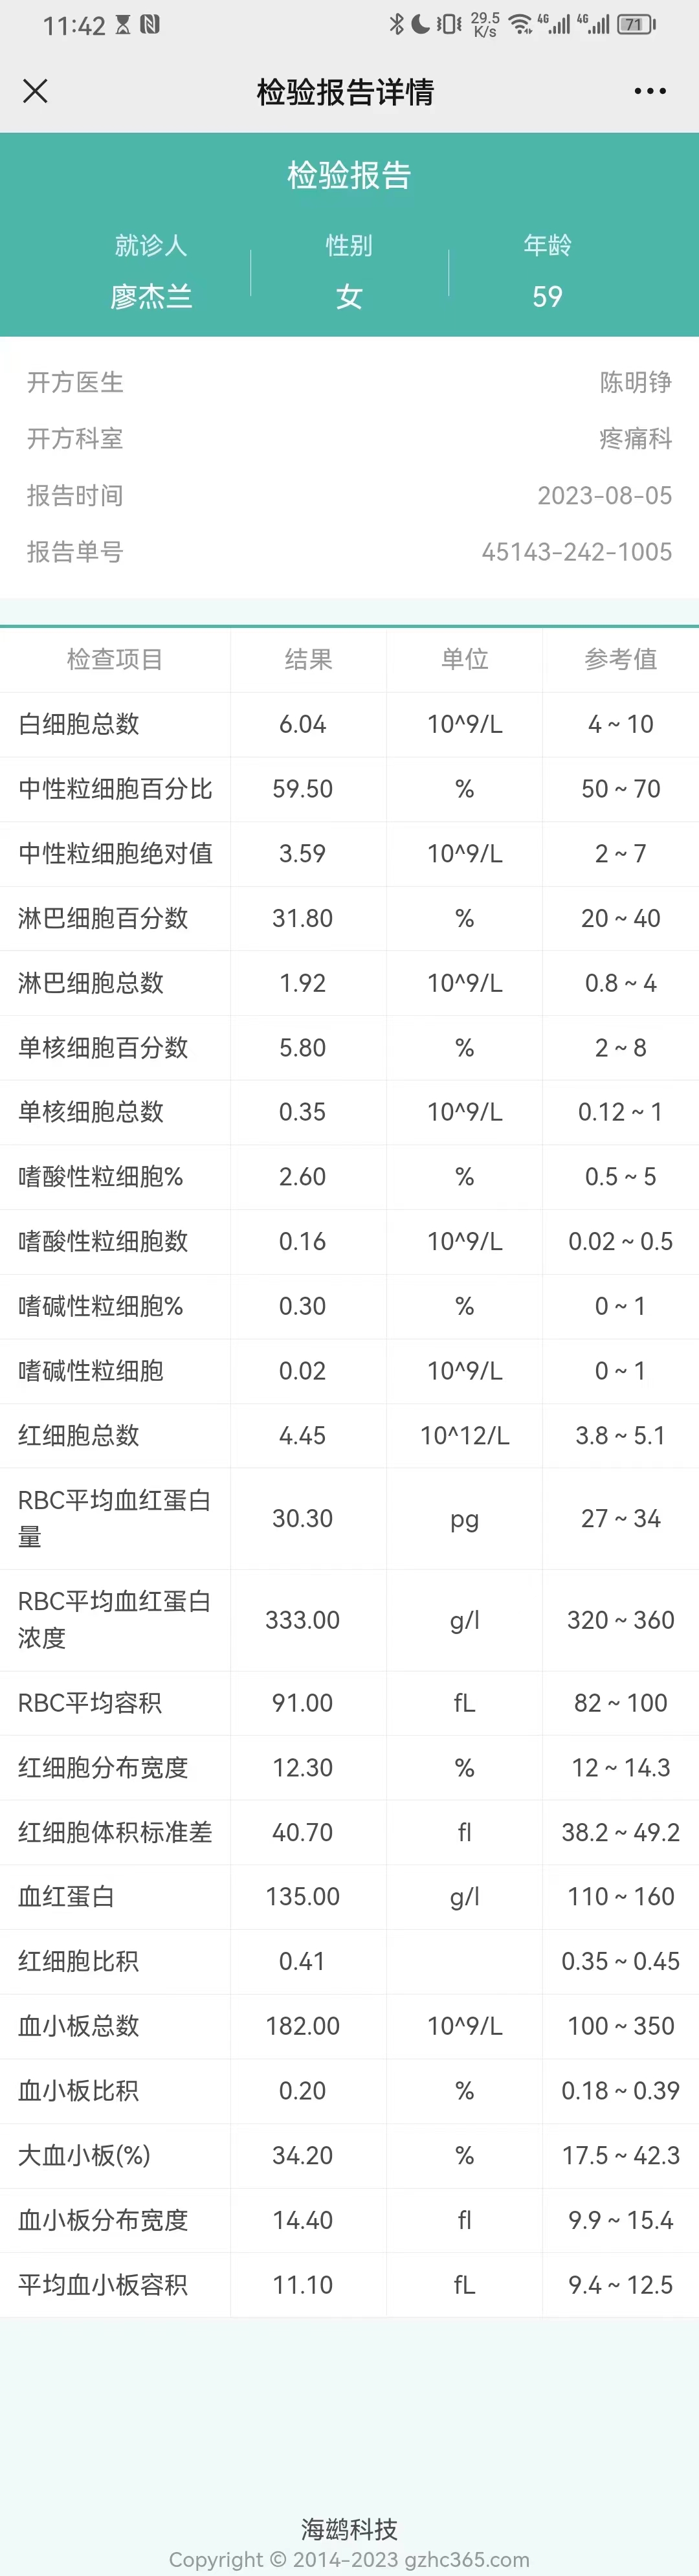 11:42
29.5
K/s
4G
4G
71
检验报告详情
检验报告
就诊人 性别 年龄
廖杰兰 女 59
开方医生 陈明铮
开方科室 疼痛科
报告时间 2023-08-05
报告单号 45143-242-1005
检查项目 结果 单位 参考值
白细胞总数 6.04 10^9/L 4 ~ 10
中性粒细胞百分比 59.50 % 50 ~ 70
中性粒细胞绝对值 3.59 10^9/L 2 ~ 7
淋巴细胞百分数 31.80 % 20 ~ 40
淋巴细胞总数 1.92 10^9/L 0.8 ~ 4
单核细胞百分数 5.80 % 2 ~ 8
单核细胞总数 0.35 10^9/L 0.12 ~ 1
嗜酸性粒细胞% 2.60 % 0.5 ~ 5
嗜酸性粒细胞数 0.16 10^9/L 0.02 ~ 0.5
嗜碱性粒细胞% 0.30 % 0 ~ 1
嗜碱性粒细胞 0.02 10^9/L 0 ~ 1
红细胞总数 4.45 10^12/L 3.8 ~ 5.1
RBC平均血红蛋白
量 30.30 pg 27 ~ 34
RBC平均血红蛋白
浓度 333.00 g/l 320 ~ 360
RBC平均容积 91.00 fL 82 ~ 100
红细胞分布宽度 12.30 % 12 ~ 14.3
红细胞体积标准差 40.70 fl 38.2 ~ 49.2
血红蛋白 135.00 g/l 110 ~ 160
红细胞比积 0.41 0.35 ~ 0.45
血小板总数 182.00 10^9/L 100 ~ 350
血小板比积 0.20 % 0.18 ~ 0.39
大血小板(%) 34.20 % 17.5 ~ 42.3
血小板分布宽度 14.40 fl 9.9 ~ 15.4
平均血小板容积 11.10 fL 9.4 ~ 12.5
海鹚科技
Copyright © 2014-2023 gzhc365.com